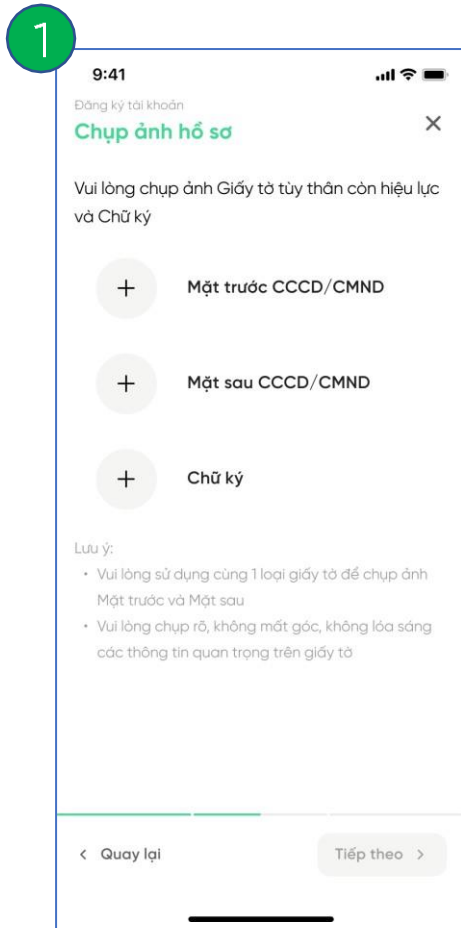 1
9:41
Đăng ký tài khoản
Chụp ảnh hồ sơ
Vui lòng chụp ảnh Giấy tờ tùy thân còn hiệu lực
và Chữ ký
Mặt trước CCCD/CMND
Mặt sau CCCD/CMND
Chữ ký
Lưu ý:
• Vui lòng sử dụng cùng 1 loại giấy tờ để chụp ảnh
Mặt trước và Mặt sau
• Vui lòng chụp rõ, không mất góc, không lóa sáng
các thông tin quan trọng trên giấy tờ
Quay lại
Tiếp theo